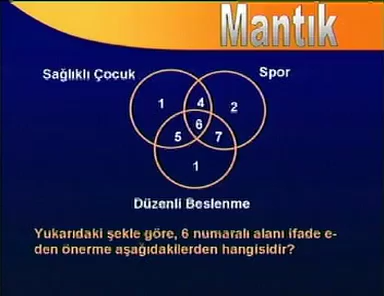 Mantık
Sağlıklı Çocuk
Spor
1
4
2
6
5
7
1
Düzenli Beslenme
Yukarıdaki şekle göre, 6 numaralı alanı ifade e-
den önerme aşağıdakilerden hangisidir?